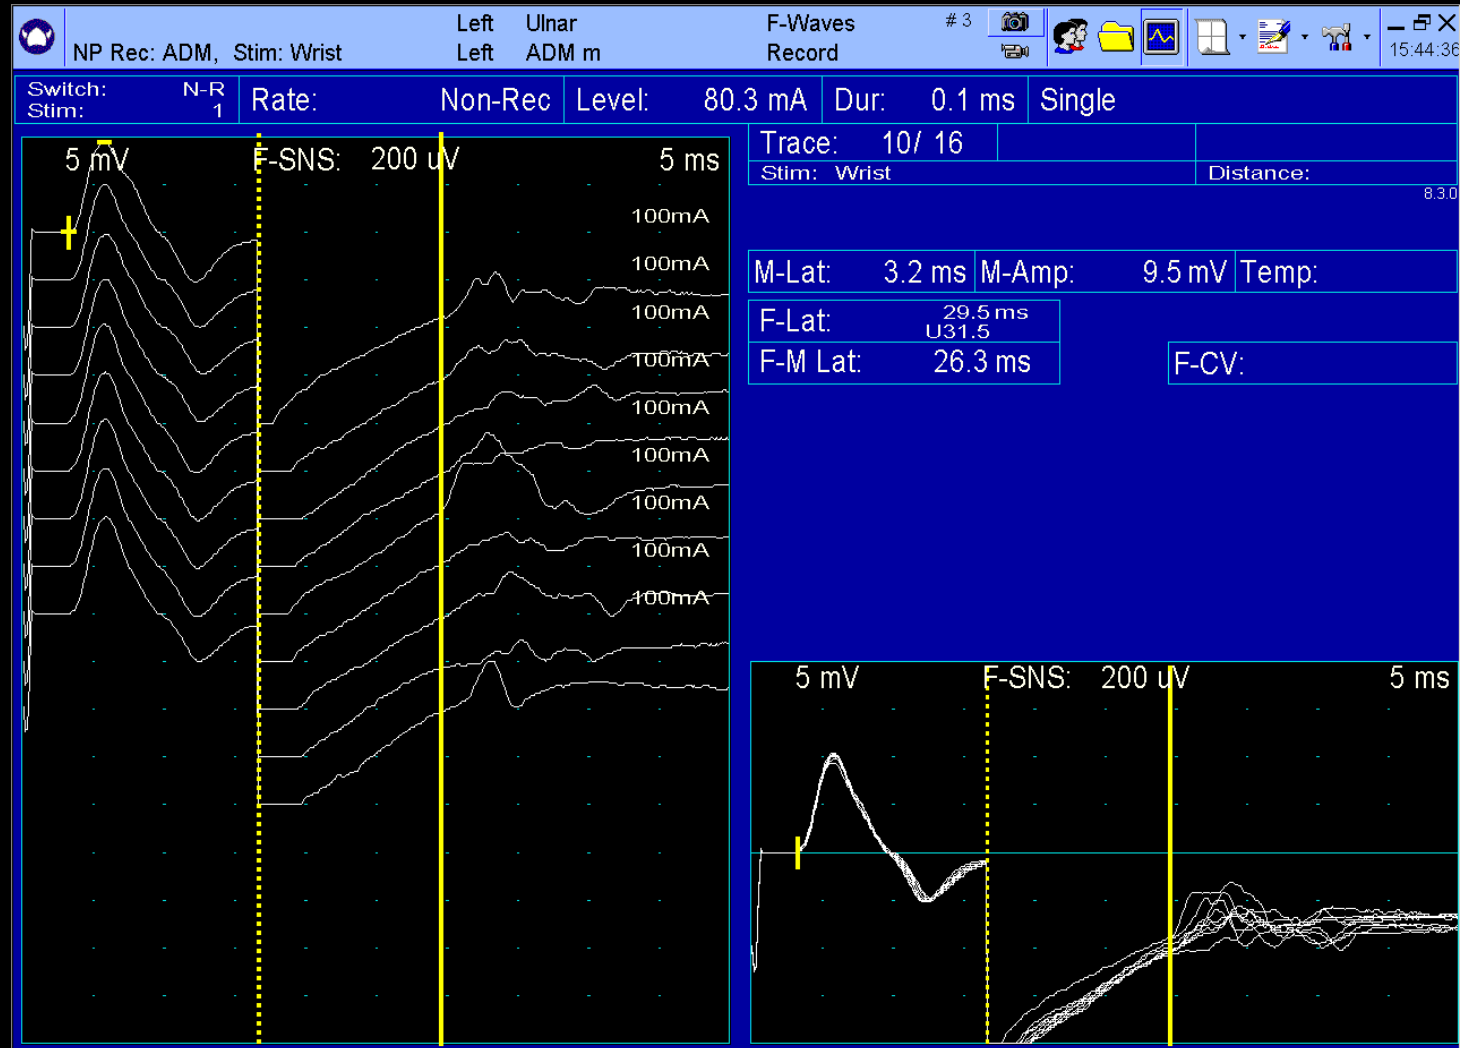 Left Ulnar F-Waves # 3
NP Rec: ADM, Stim: Wrist Left ADM m Record 15:44:36
Switch: N-R
Stim: 1
Rate: Non-Rec Level: 80.3 mA Dur: 0.1 ms Single
5 mV F-SNS: 200 uV 5 ms
100mA
100mA
100mA
100mA
100mA
100mA
100mA
100mA
100mA
Trace: 10/ 16
Stim: Wrist Distance:
8.3.0
M-Lat: 3.2 ms M-Amp: 9.5 mV Temp:
F-Lat: 29.5 ms
U31.5
F-M Lat: 26.3 ms F-CV:
5 mV F-SNS: 200 uV 5 ms